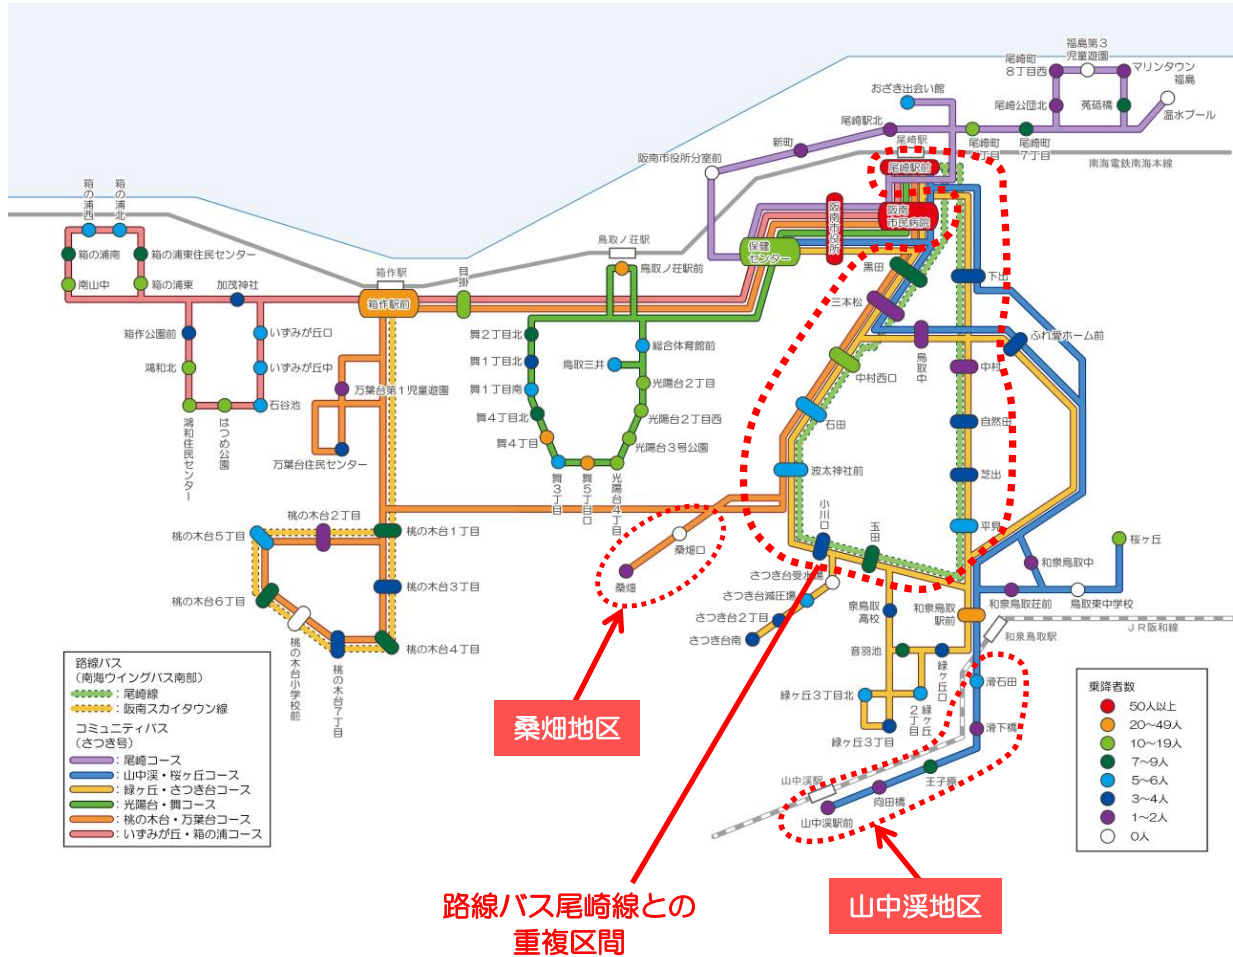 福島第3
児童遊園
尾崎町
8丁目西
マリンタウン
福島
おざき出会い館
尾崎公団北
菟砥橋
温水プール
尾崎駅北
尾崎町
7丁目
新町
尾崎駅
阪南市役所分室前
南海電鉄南海本線
尾崎駅前
箱の浦西
箱の浦北
阪南市役所
阪南
市民病院
鳥取ノ荘駅
保健
センター
箱の浦南
箱の浦東住民センター
黒田
鳥取ノ荘駅前
下出
箱作駅
貝掛
南山中
箱の浦東
加茂神社
箱作駅前
三本松
箱作公園前
いずみが丘口
舞2丁目北
総合体育館前
鳥取中
ふれ愛ホーム前
鴻和北
いずみが丘中
舞1丁目北
鳥取三井
中村西口
中村
万葉台第1児童遊園
舞1丁目南
光陽台2丁目
鴻和住民センター
はつめ公園
石谷池
舞4丁目北
光陽台2丁目西
石田
自然田
舞4丁目
光陽台3号公園
万葉台住民センター
舞3丁目
舞5丁目口
光陽台4丁目
波太神社前
芝出
小川口
玉田
平見
桃の木台2丁目
桃の木台1丁目
桃の木台5丁目
桑畑口
桜ヶ丘
桑畑
和泉鳥取中
さつき台受水場
桃の木台3丁目
さつき台減圧場
和泉鳥取荘前
鳥取東中学校
桃の木台6丁目
泉鳥取
高校
和泉鳥取
駅前
さつき台2丁目
さつき台南
和泉鳥取駅
JR阪和線
桃の木台小学校前
桃の木台7丁目
桃の木台4丁目
音羽池
緑ヶ丘口
滑石田
緑ヶ丘3丁目北
緑ヶ丘
2丁目
滑下橋
緑ヶ丘3丁目
王子原
山中渓駅
向田橋
山中渓駅前
路線バス
（南海ウイングバス南部）
：尾崎線
：阪南スカイタウン線
コミュニティバス
（さつき号）
：尾崎コース
：山中渓・桜ヶ丘コース
：緑ヶ丘・さつき台コース
：光陽台・舞コース
：桃の木台・万葉台コース
：いずみが丘・箱の浦コース
乗降者数
50人以上
20～49人
10～19人
7～9人
5～6人
3～4人
1～2人
0人
桑畑地区
路線バス尾崎線との
重複区間
山中渓地区